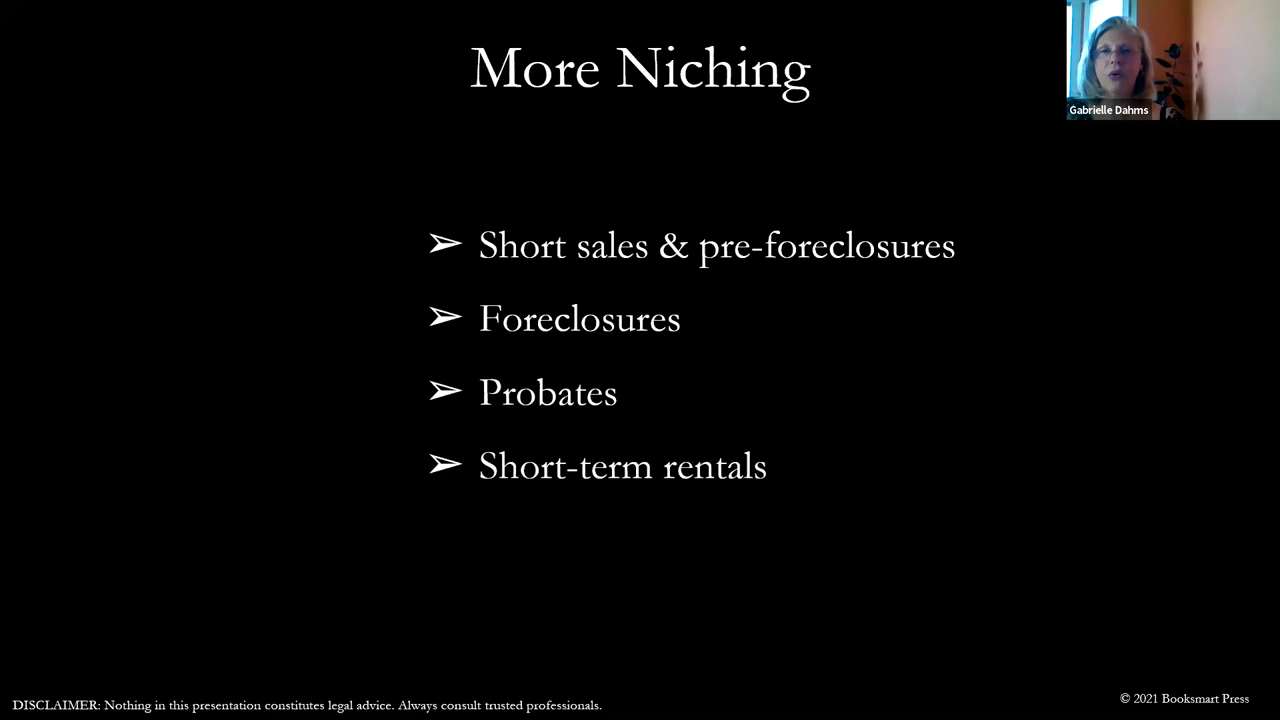 More Niching
Gabrielle Dahms
➢ Short sales & pre-foreclosures
➢ Foreclosures
➢ Probates
➢ Short-term rentals
DISCLAIMER: Nothing in this presentation constitutes legal advice. Always consult trusted professionals.
© 2021 Booksmart Press